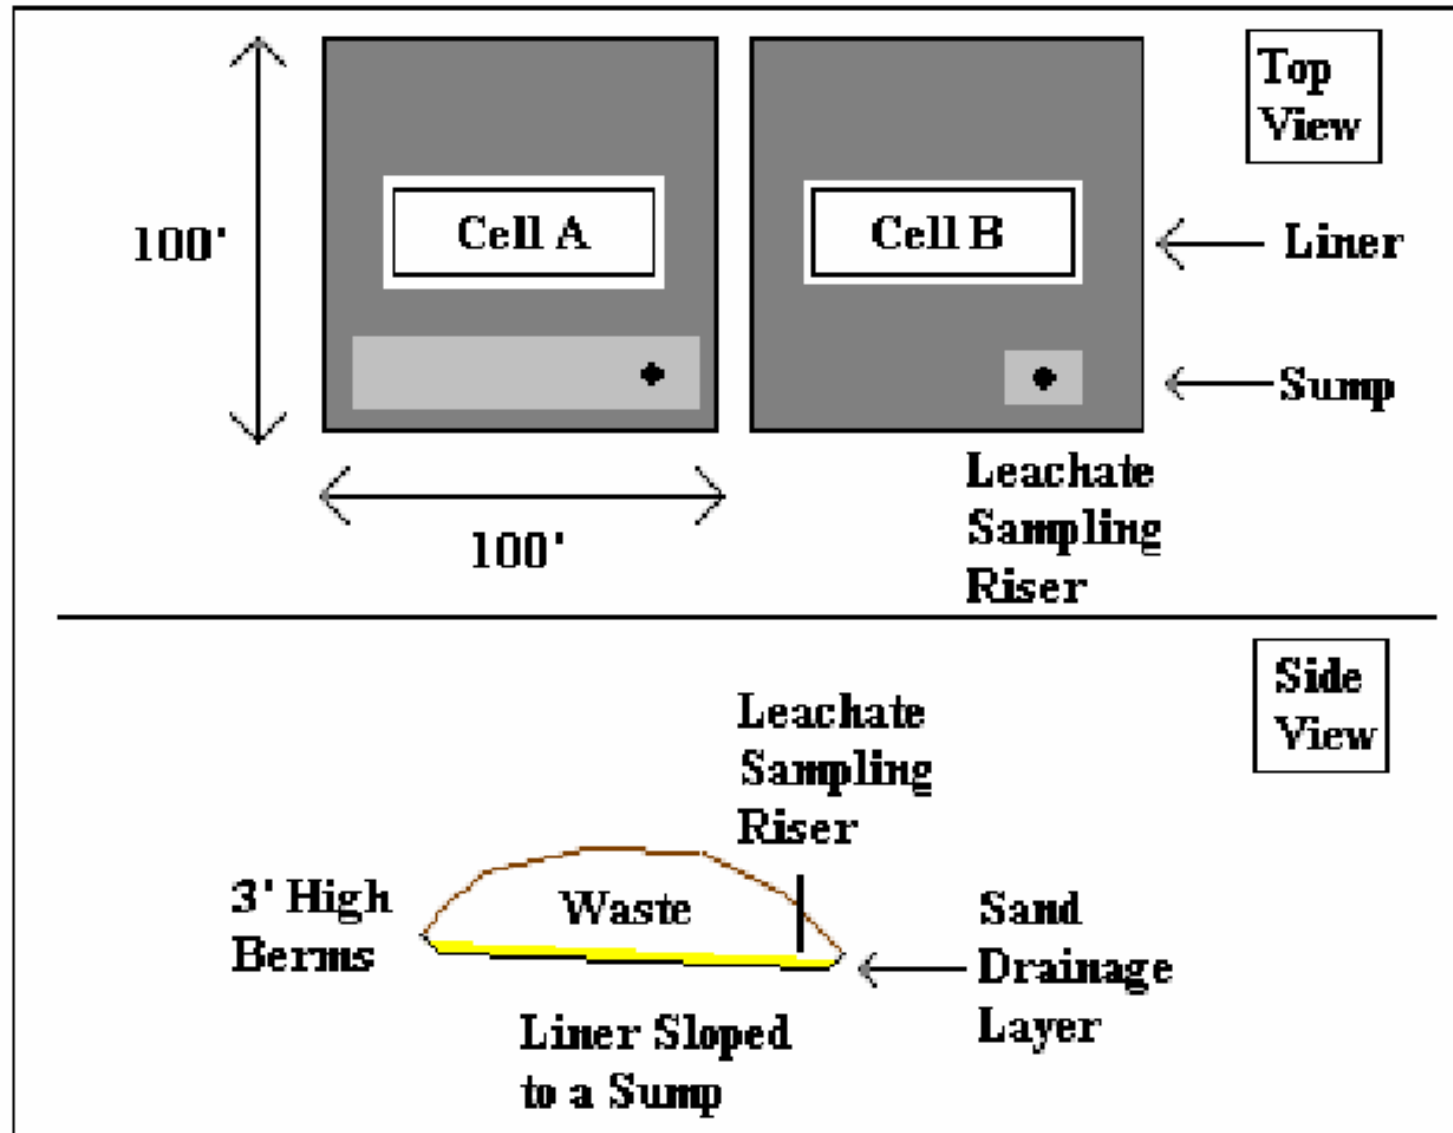 Top
View
Cell A
Cell B
100'
Liner
Sump
Leachate
Sampling
Riser
100'
Side
View
Leachate
Sampling
Riser
3' High
Berms
Waste
Sand
Drainage
Layer
Liner Sloped
to a Sump